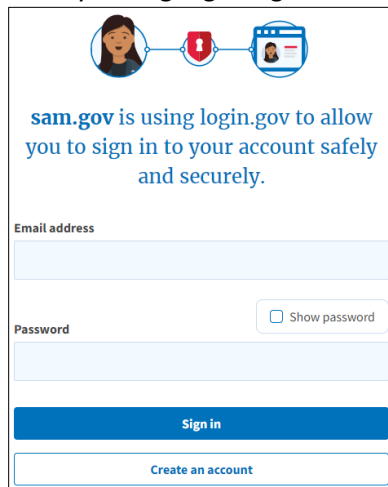 sam.gov is using login.gov to allow
you to sign in to your account safely
and securely.
Email address
Show password
Password
Sign in
Create an account